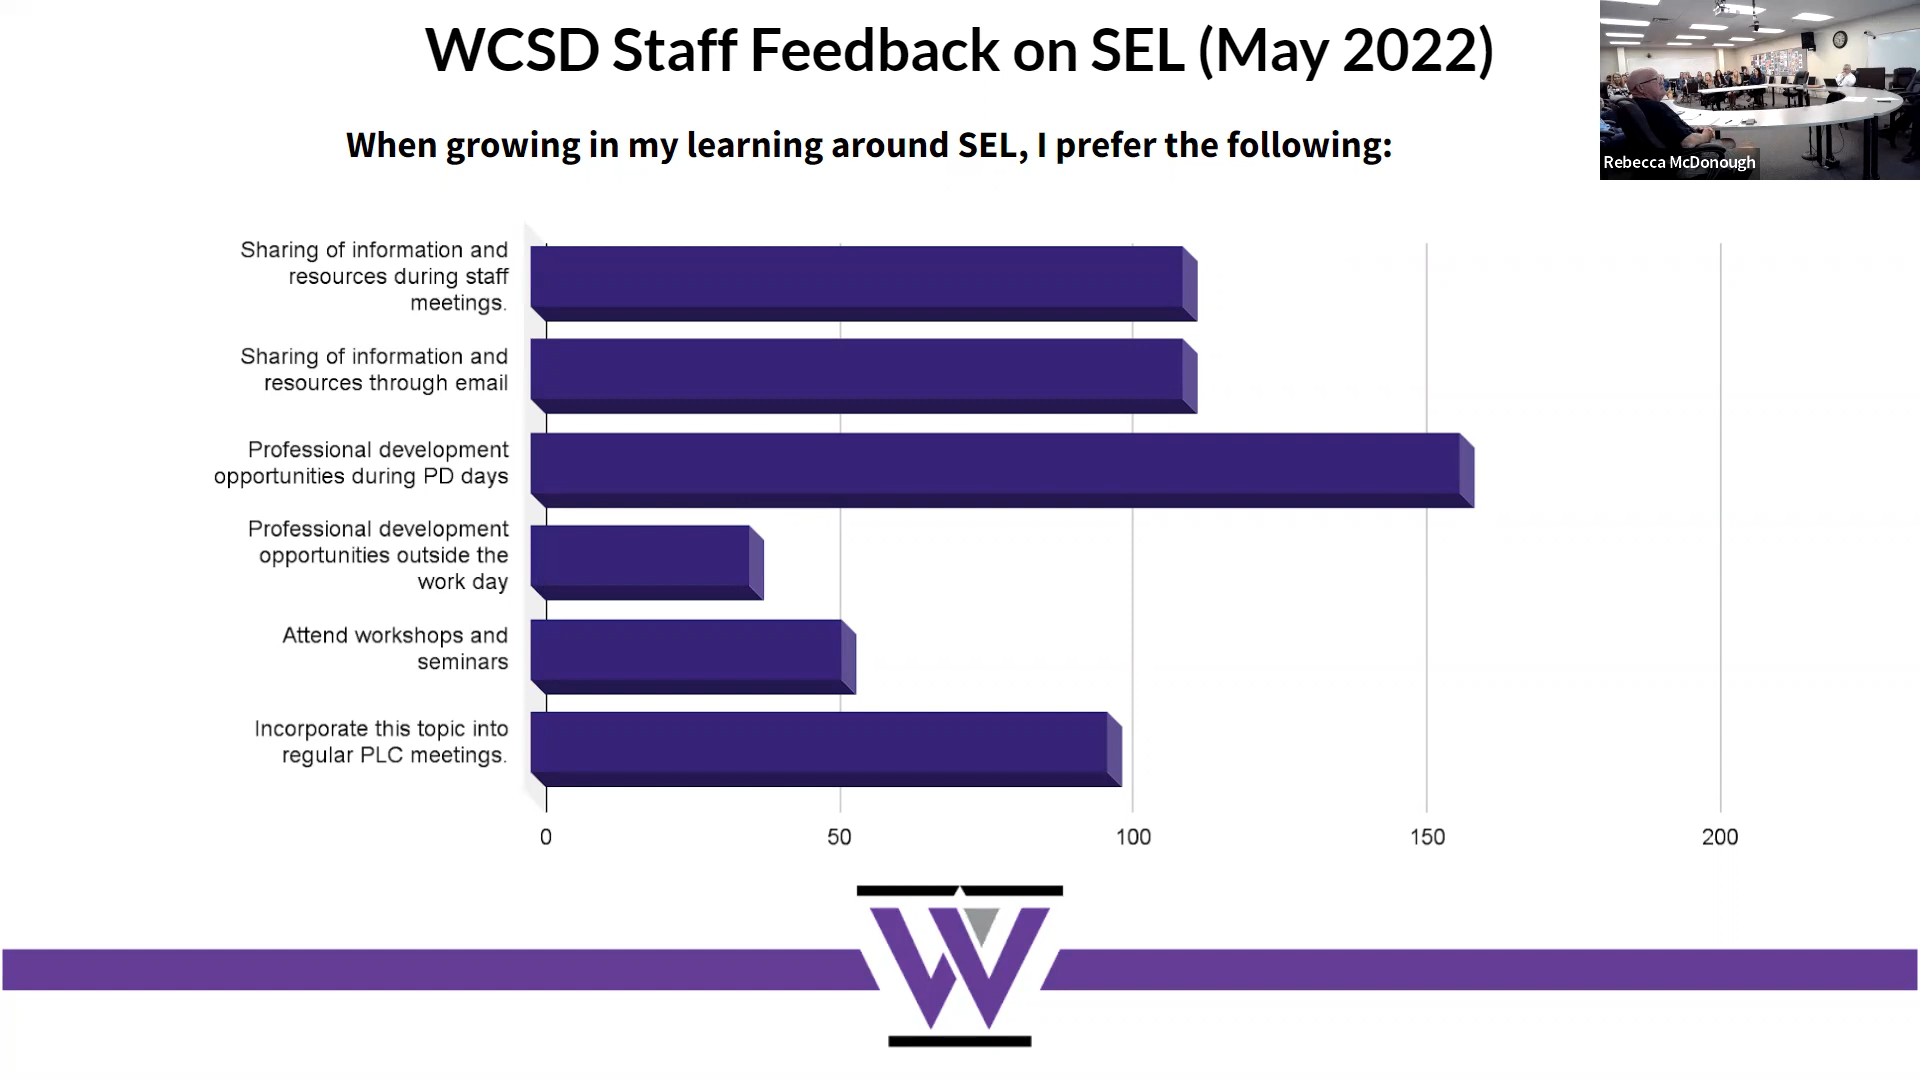 WCSD Staff Feedback on SEL (May 2022)
Rebecca McDonough
When growing in my learning around SEL, I prefer the following:
Sharing of information and
resources during staff
meetings.
Sharing of information and
resources through email
Professional development
opportunities during PD days
Professional development
opportunities outside the
work day
Attend workshops and
seminars
Incorporate this topic into
regular PLC meetings.
0 50 100 150 200
W